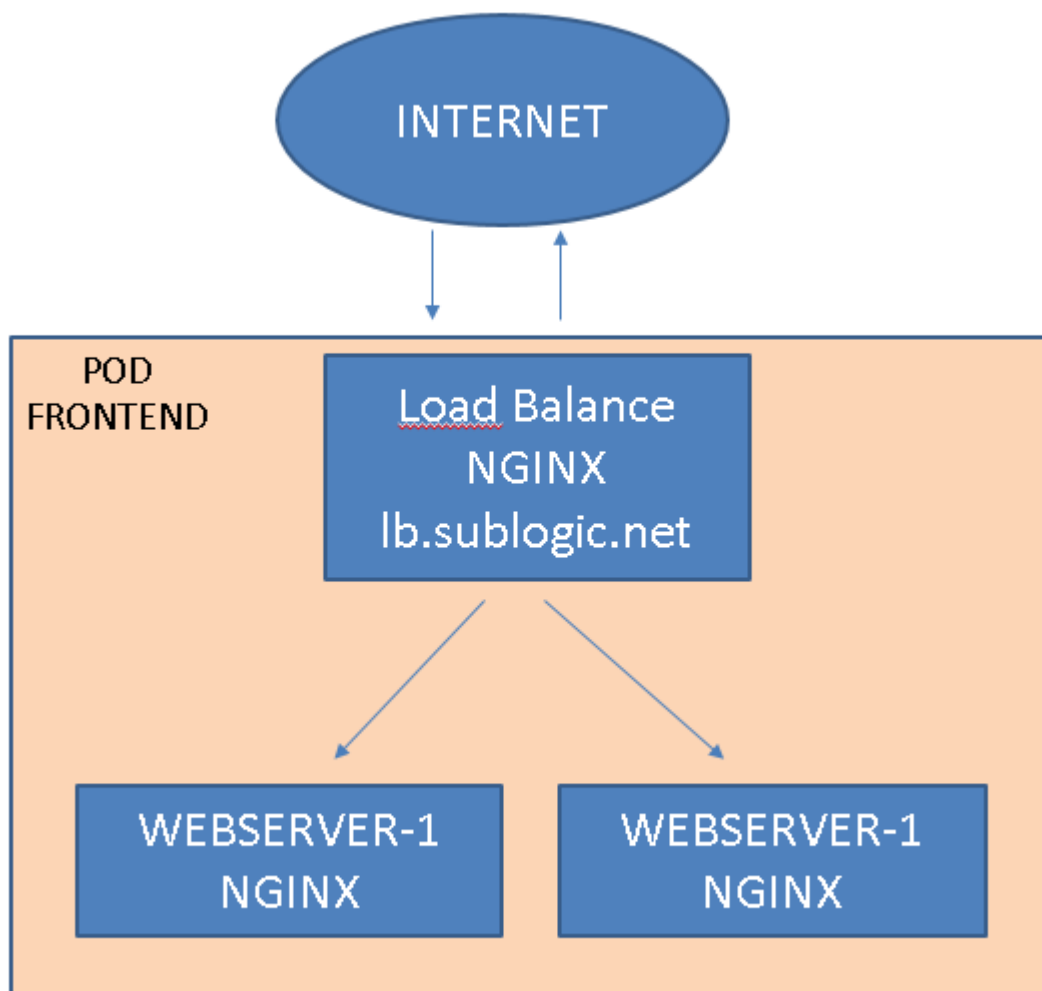 INTERNET
POD
FRONTEND
Load Balance
NGINX
lb.sublogic.net
WEBSERVER-1
NGINX
WEBSERVER-1
NGINX